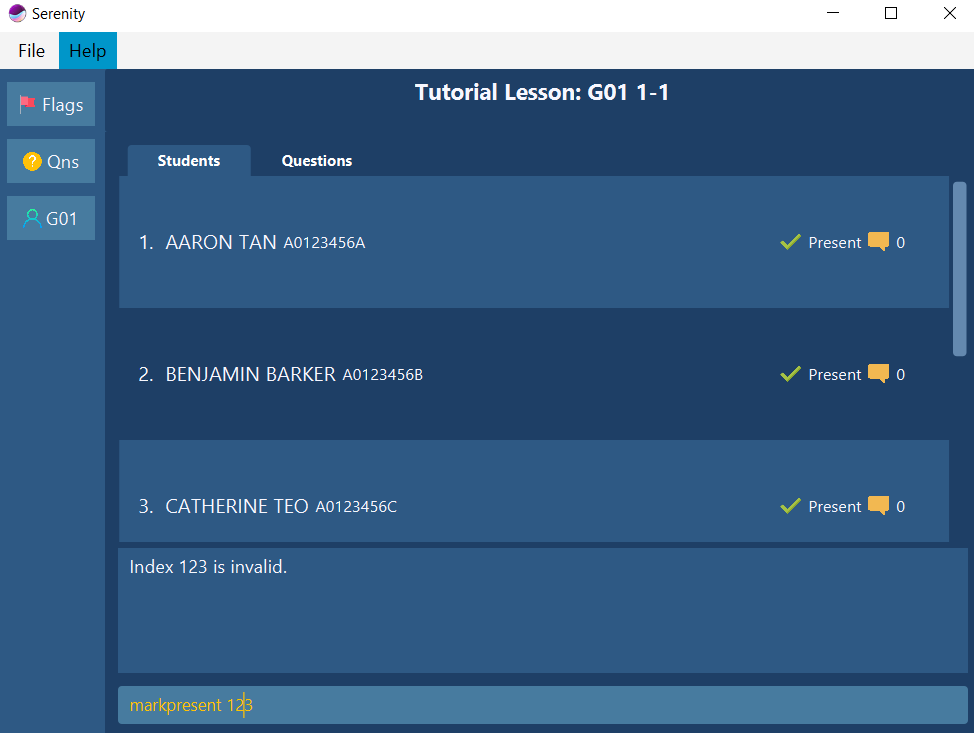 Serenity
File Help
Flags
Qns
G01
Tutorial Lesson: G01 1-1
Students Questions
1. AARON TAN A0123456A Present 0
2. BENJAMIN BARKER A0123456B Present 0
3. CATHERINE TEO A0123456C Present 0
Index 123 is invalid.
markpresent 123